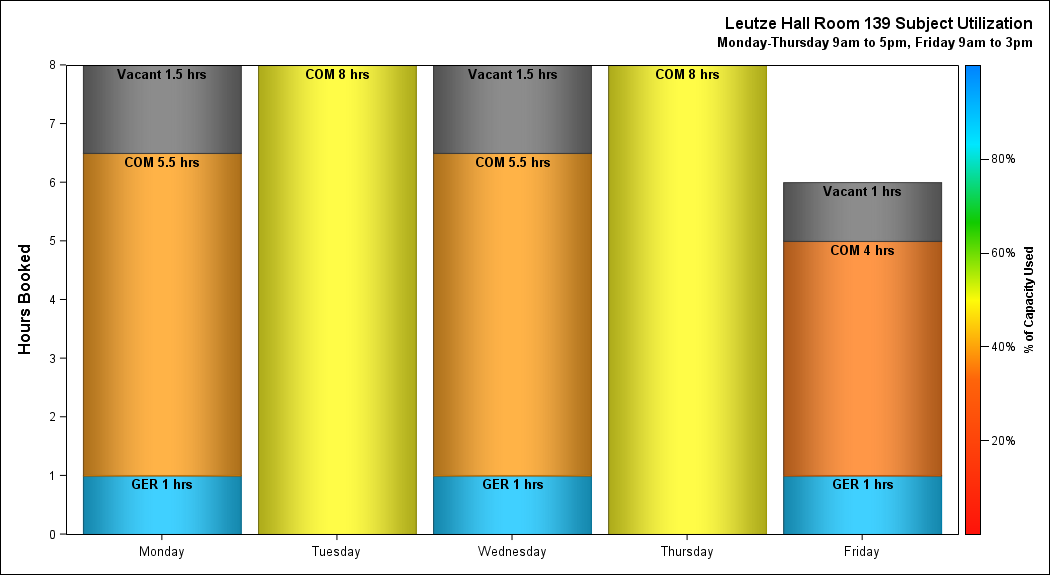 Leutze Hall Room 139 Subject Utilization
Monday-Thursday 9am to 5pm, Friday 9am to 3pm
Hours Booked
8
7
6
5
4
3
2
1
0
Vacant 1.5 hrs
COM 5.5 hrs
GER 1 hrs
COM 8 hrs
Vacant 1.5 hrs
COM 5.5 hrs
GER 1 hrs
COM 8 hrs
Vacant 1 hrs
COM 4 hrs
GER 1 hrs
Monday
Tuesday
Wednesday
Thursday
Friday
80%
60%
40%
20%
% of Capacity Used